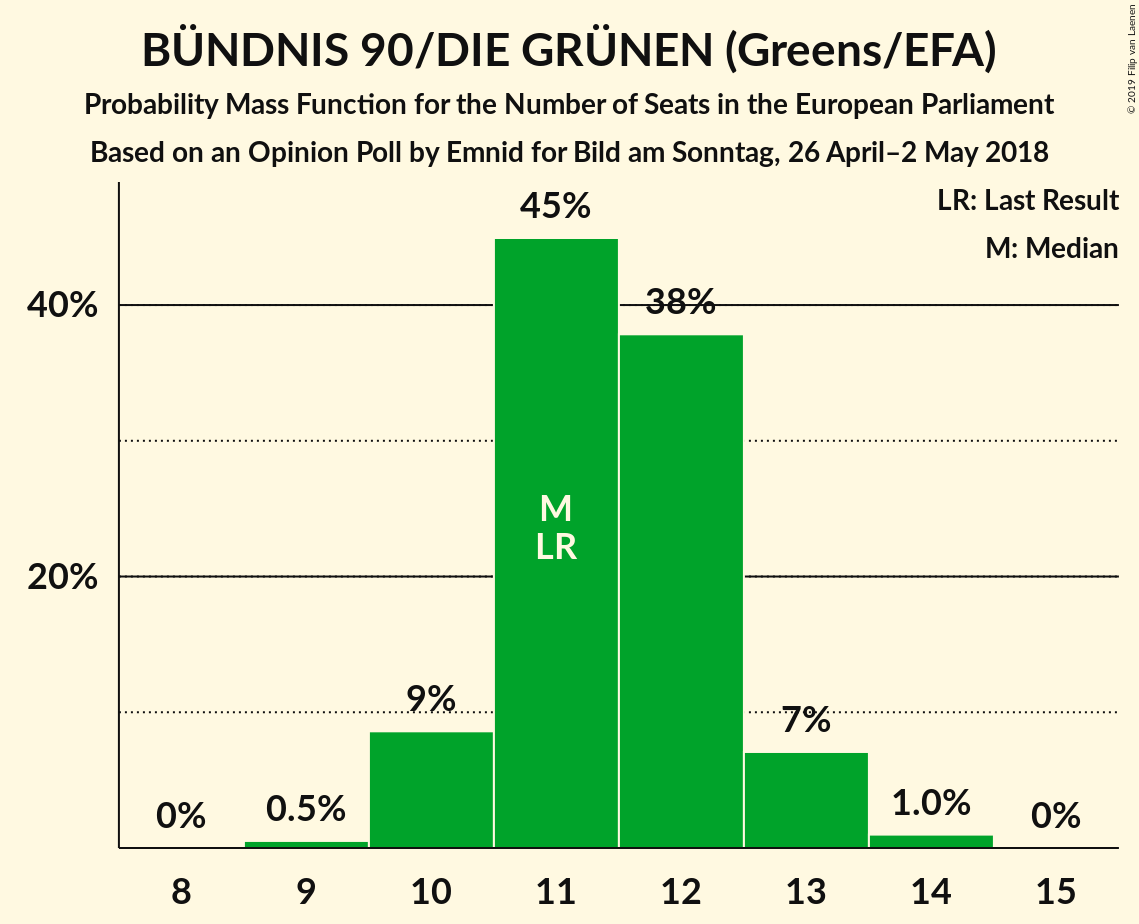 BÜNDNIS 90/DIE GRÜNEN (Greens/EFA)
Probability Mass Function for the Number of Seats in the European Parliament
Based on an Opinion Poll by Emnid for Bild am Sonntag, 26 April–2 May 2018
© 2019 Filip van Laenen
LR: Last Result
M: Median
40%
20%
0%
0.5%
9%
45%
38%
7%
1.0%
0%
M
LR
8
9
10
11
12
13
14
15